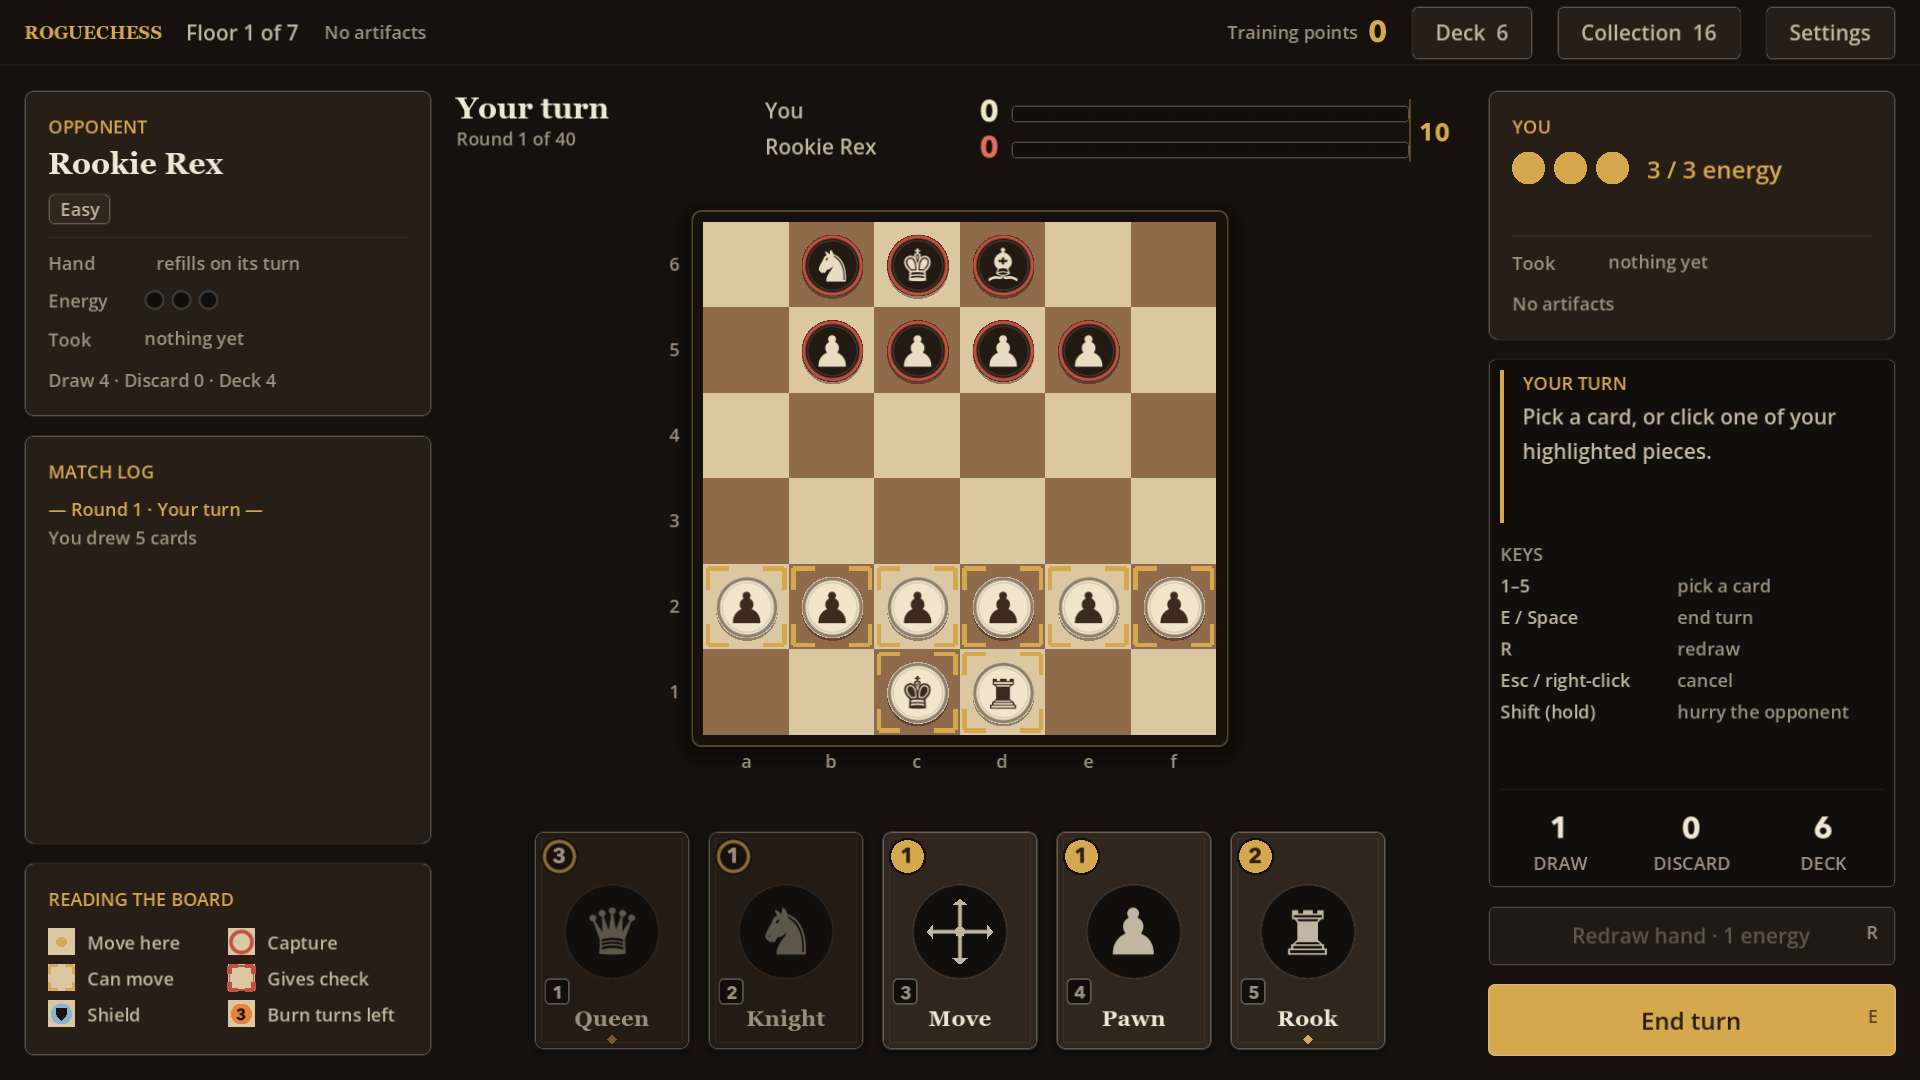 ROGUECHESS Floor 1 of 7 No artifacts Training points 0 Deck 6 Collection 16 Settings
OPPONENT
Rookie Rex
Easy
Hand refills on its turn
Energy
Took nothing yet
Draw 4 · Discard 0 · Deck 4
MATCH LOG
— Round 1 · Your turn —
You drew 5 cards
READING THE BOARD
Move here Capture
Can move Gives check
Shield 3 Burn turns left
Your turn
Round 1 of 40
You 0
Rookie Rex 0
10
6
5
4
3
2
1
a b c d e f
3 1 1 1 2
1 2 3 4 5
Queen Knight Move Pawn Rook
YOU
3 / 3 energy
Took nothing yet
No artifacts
YOUR TURN
Pick a card, or click one of your
highlighted pieces.
KEYS
1–5 pick a card
E / Space end turn
R redraw
Esc / right-click cancel
Shift (hold) hurry the opponent
1 0 6
DRAW DISCARD DECK
Redraw hand · 1 energy R
End turn E